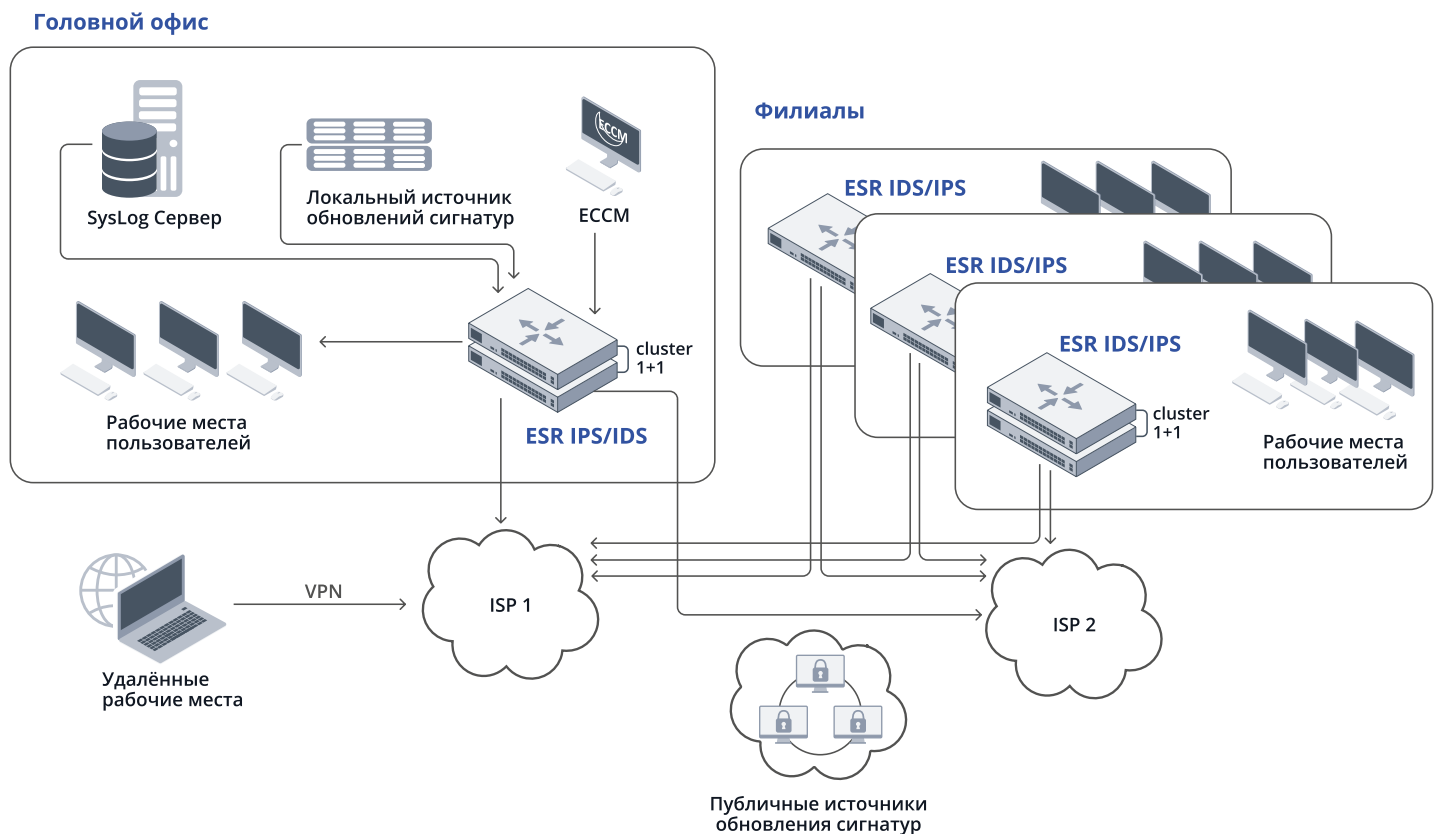 Головной офис
Филиалы
ECCM
SysLog Сервер
Локальный источник
обновлений сигнатур
ECCM
ESR IDS/IPS
ESR IDS/IPS
ESR IDS/IPS
cluster
1+1
ESR IPS/IDS
Рабочие места
пользователей
cluster
1+1
Рабочие места
пользователей
VPN
ISP 1
ISP 2
Удалённые
рабочие места
Публичные источники
обновления сигнатур